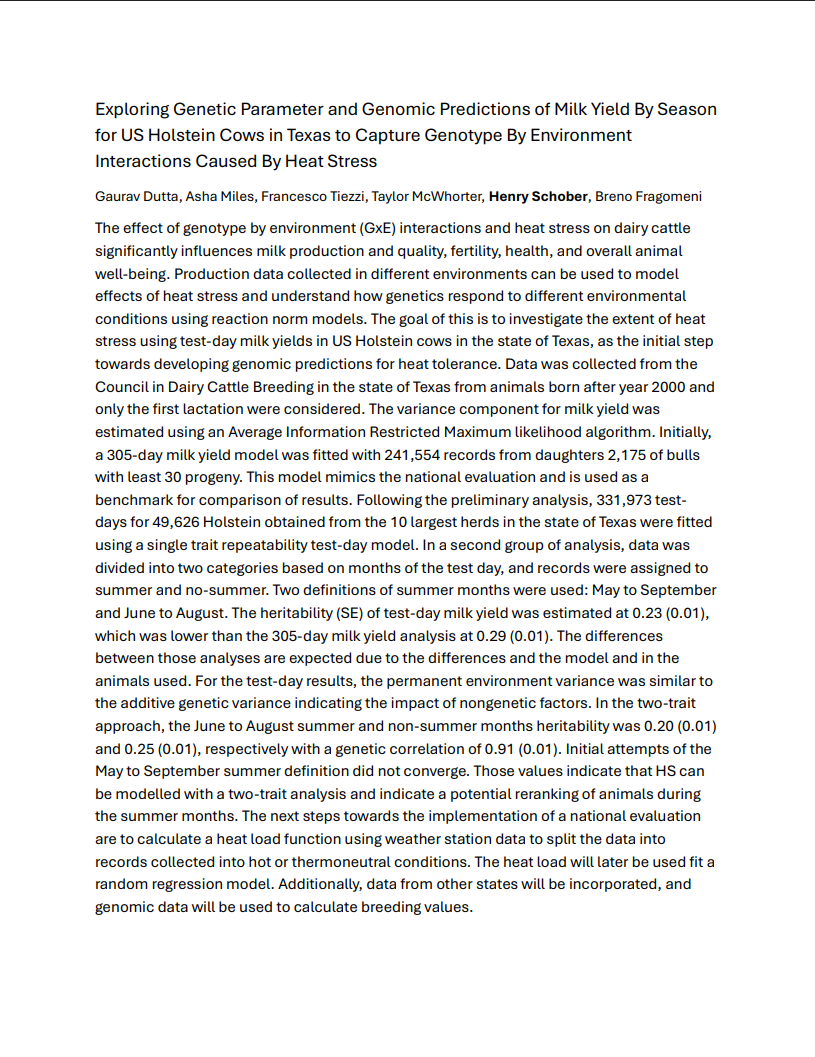 Exploring Genetic Parameter and Genomic Predictions of Milk Yield By Season
for US Holstein Cows in Texas to Capture Genotype By Environment
Interactions Caused By Heat Stress
Gaurav Dutta, Asha Miles, Francesco Tiezzi, Taylor McWhorter, Henry Schober, Breno Fragomeni
The effect of genotype by environment (GxE) interactions and heat stress on dairy cattle
significantly influences milk production and quality, fertility, health, and overall animal
well-being. Production data collected in different environments can be used to model
effects of heat stress and understand how genetics respond to different environmental
conditions using reaction norm models. The goal of this is to investigate the extent of heat
stress using test-day milk yields in US Holstein cows in the state of Texas, as the initial step
towards developing genomic predictions for heat tolerance. Data was collected from the
Council in Dairy Cattle Breeding in the state of Texas from animals born after year 2000 and
only the first lactation were considered. The variance component for milk yield was
estimated using an Average Information Restricted Maximum likelihood algorithm. Initially,
a 305-day milk yield model was fitted with 241,554 records from daughters 2,175 of bulls
with least 30 progeny. This model mimics the national evaluation and is used as a
benchmark for comparison of results. Following the preliminary analysis, 331,973 test-
days for 49,626 Holstein obtained from the 10 largest herds in the state of Texas were fitted
using a single trait repeatability test-day model. In a second group of analysis, data was
divided into two categories based on months of the test day, and records were assigned to
summer and no-summer. Two definitions of summer months were used: May to September
and June to August. The heritability (SE) of test-day milk yield was estimated at 0.23 (0.01),
which was lower than the 305-day milk yield analysis at 0.29 (0.01). The differences
between those analyses are expected due to the differences and the model and in the
animals used. For the test-day results, the permanent environment variance was similar to
the additive genetic variance indicating the impact of nongenetic factors. In the two-trait
approach, the June to August summer and non-summer months heritability was 0.20 (0.01)
and 0.25 (0.01), respectively with a genetic correlation of 0.91 (0.01). Initial attempts of the
May to September summer definition did not converge. Those values indicate that HS can
be modelled with a two-trait analysis and indicate a potential reranking of animals during
the summer months. The next steps towards the implementation of a national evaluation
are to calculate a heat load function using weather station data to split the data into
records collected into hot or thermoneutral conditions. The heat load will later be used fit a
random regression model. Additionally, data from other states will be incorporated, and
genomic data will be used to calculate breeding values.